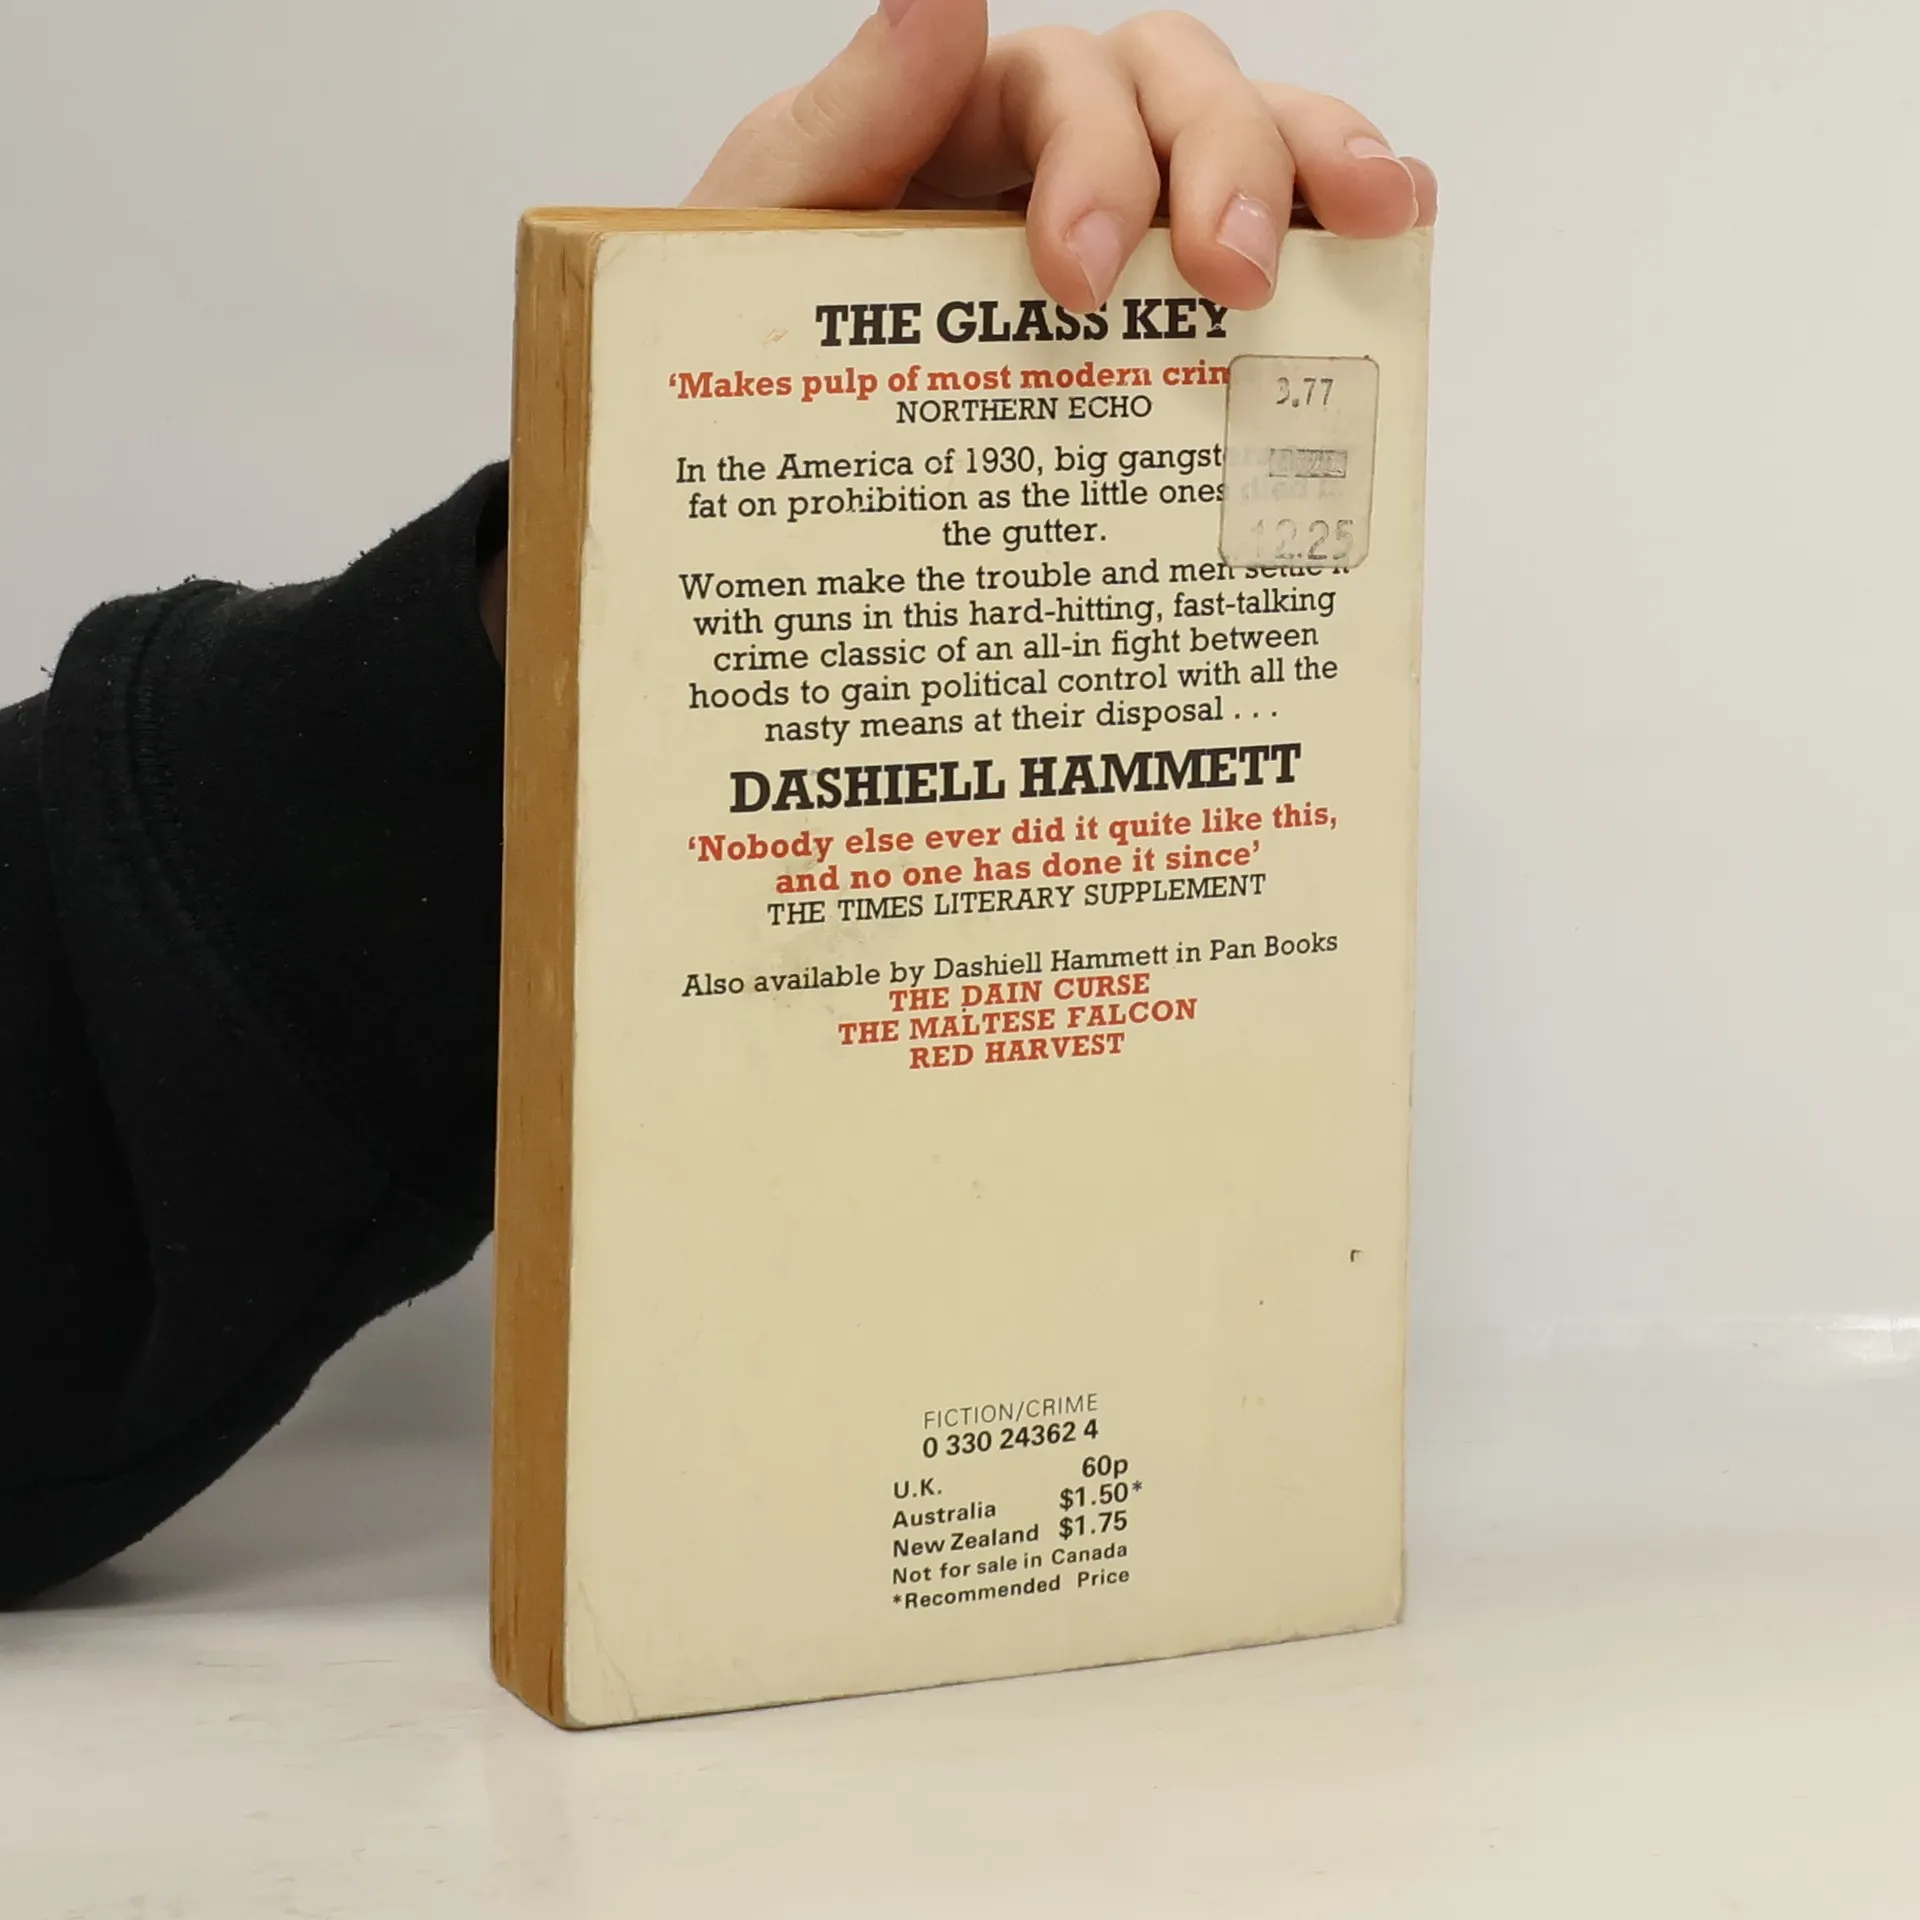 THE GLASS KEY
‘Makes pulp of most modern crim
NORTHERN ECHO
3.77
In the America of 1930, big gangst
fat on prohibition as the little ones
the gutter.
12.25
Women make the trouble and men settle it
with guns in this hard-hitting, fast-talking
crime classic of an all-in fight between
hoods to gain political control with all the
nasty means at their disposal . . .
DASHIELL HAMMETT
‘Nobody else ever did it quite like this,
and no one has done it since’
THE TIMES LITERARY SUPPLEMENT
Also available by Dashiell Hammett in Pan Books
THE DAIN CURSE
THE MALTESE FALCON
RED HARVEST
FICTION/CRIME
0 330 24362 4
U.K. 60p
Australia $1.50*
New Zealand $1.75
Not for sale in Canada
*Recommended Price